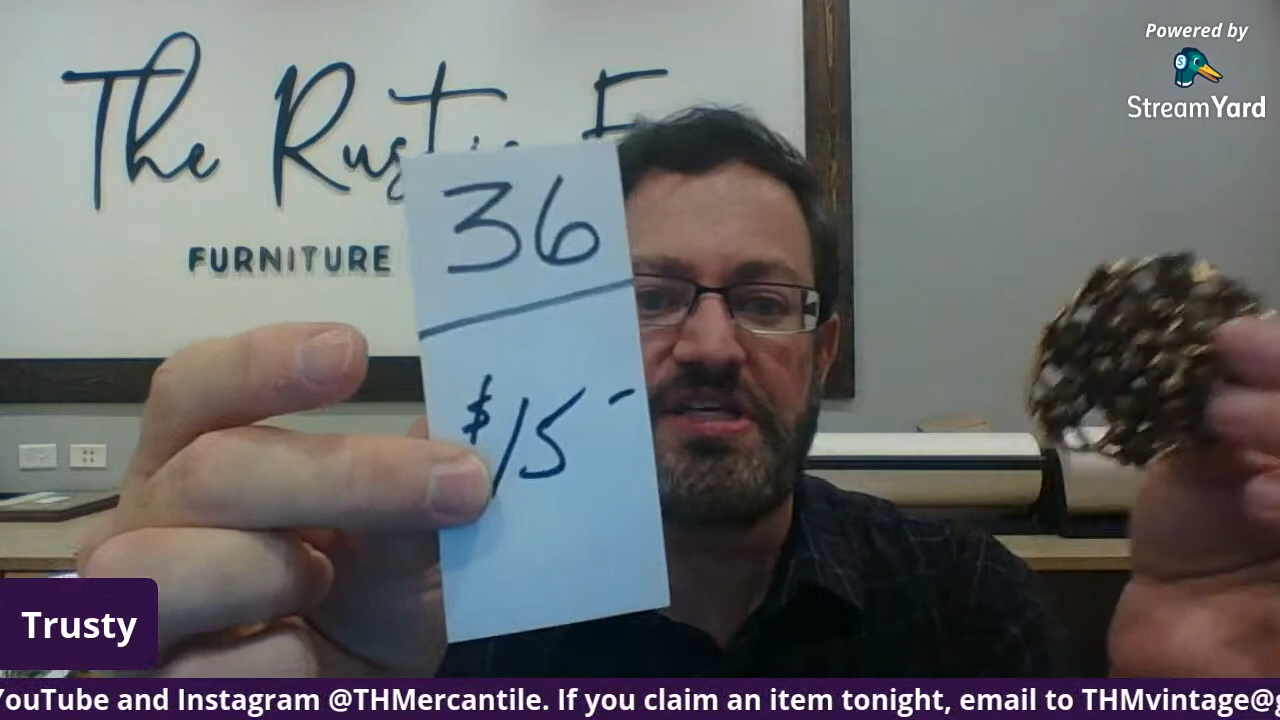 The Rustic F
FURNITURE
Powered by
StreamYard
36
$15-
Trusty
YouTube and Instagram @THMercantile. If you claim an item tonight, email to THMvintage@g